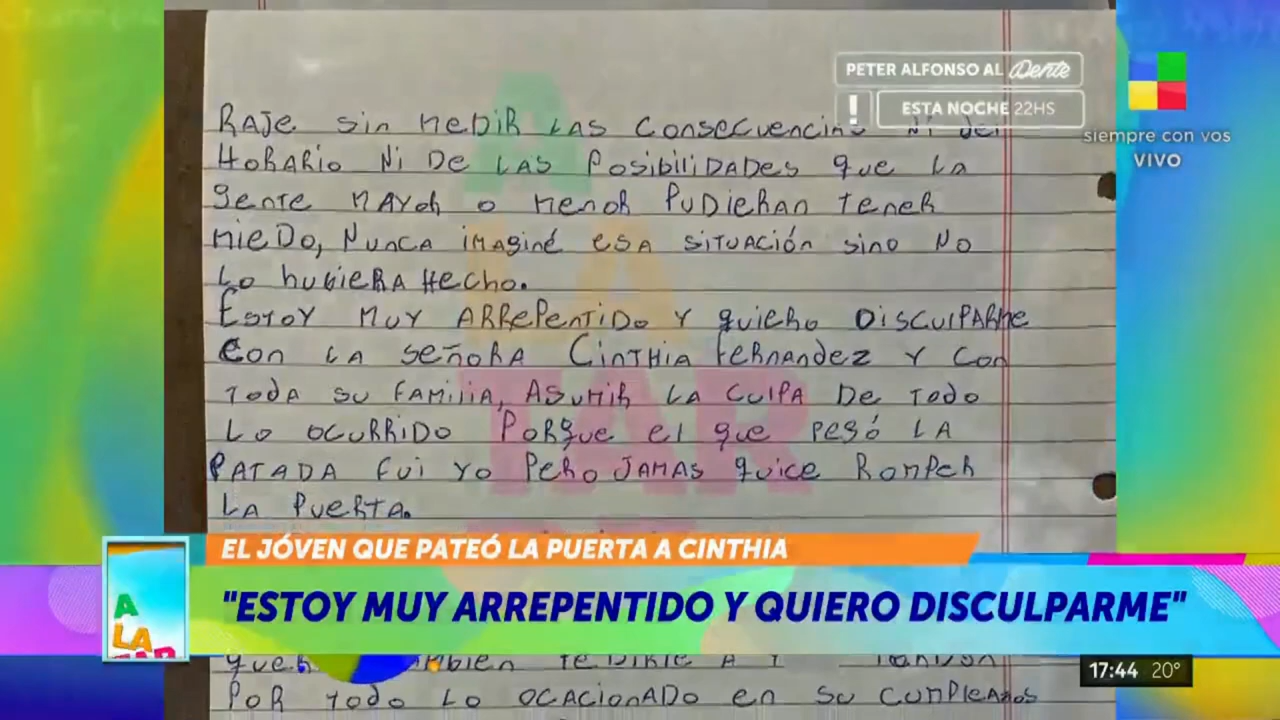 PETER ALFONSO AL Dente
! ESTA NOCHE 22HS
siempre con vos
VIVO
RAJE sin MEDIR LAS CONSECUENCIAS Ni del
HORARIO Ni DE LAS POSIBILIDADES que LA
gente MAYOR o MENOR PUDIERAN TENER
MIEDO, NUNCA imaginé esa situación sino NO
LO hubiera HECHO.
ESTOY MUY ARREPENTIDO Y quiero DISCULPARME
CON LA SEÑORA CINTHIA FERNANDEZ Y CON
TODA SU FAMILIA, ASUMIR LA CULPA DE TODO
LO OCURRIDO PORque el que PEGÓ LA
PATADA fui YO PERO JAMAS quice ROMPER
LA PUERTA.
A
LA
TAR
EL JÓVEN QUE PATEÓ LA PUERTA A CINTHIA
"ESTOY MUY ARREPENTIDO Y QUIERO DISCULPARME"
A LA TAR
PEDIRLE A
17:44 20°
POR TODO LO OCACIONADO en su CUMPLEAÑOS